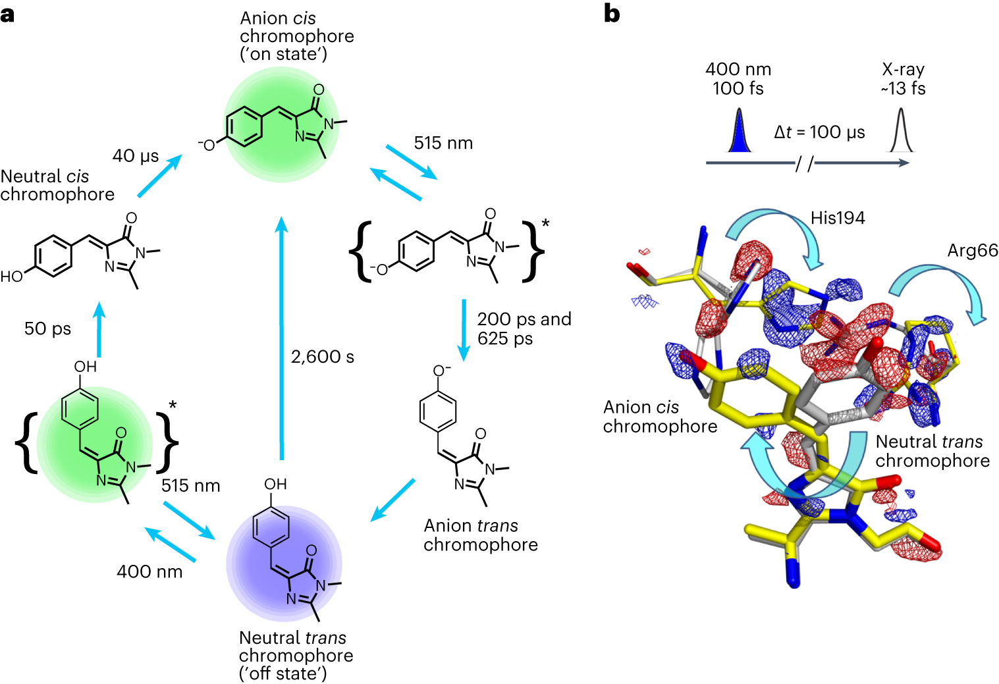 a
Anion cis
chromophore
('on state')
O
N
N
⁻O
40 µs
515 nm
Neutral cis
chromophore
O
N
N
HO
{
O
N
N
⁻O
}*
50 ps
2,600 s
200 ps and
625 ps
OH
{
O
N
N
}*
O⁻
O
N
N
515 nm
400 nm
OH
O
N
N
Anion trans
chromophore
Neutral trans
chromophore
('off state')
b
400 nm
100 fs
X-ray
~13 fs
Δt = 100 µs
His194
Arg66
Anion cis
chromophore
Neutral trans
chromophore